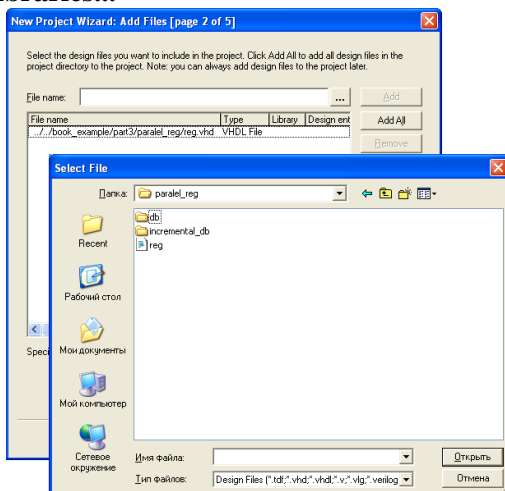 New Project Wizard: Add Files [page 2 of 5]
Select the design files you want to include in the project. Click Add All to add all design files in the
project directory to the project. Note: you can always add design files to the project later.
File name:
...
Add
File name Type Library Design ent
Add All
../../book_example/part3/paralel_reg/reg.vhd VHDL File
Remove
Speci
Select File
Папка:
paralel_reg
db
incremental_db
reg
Recent
Рабочий стол
Мои документы
Мой компьютер
Сетевое
окружение
Имя файла:
Открыть
Тип файлов:
Design Files (*.tdf;*.vhd;*.vhdl;*.v;*.vlg;*.verilog
Отмена